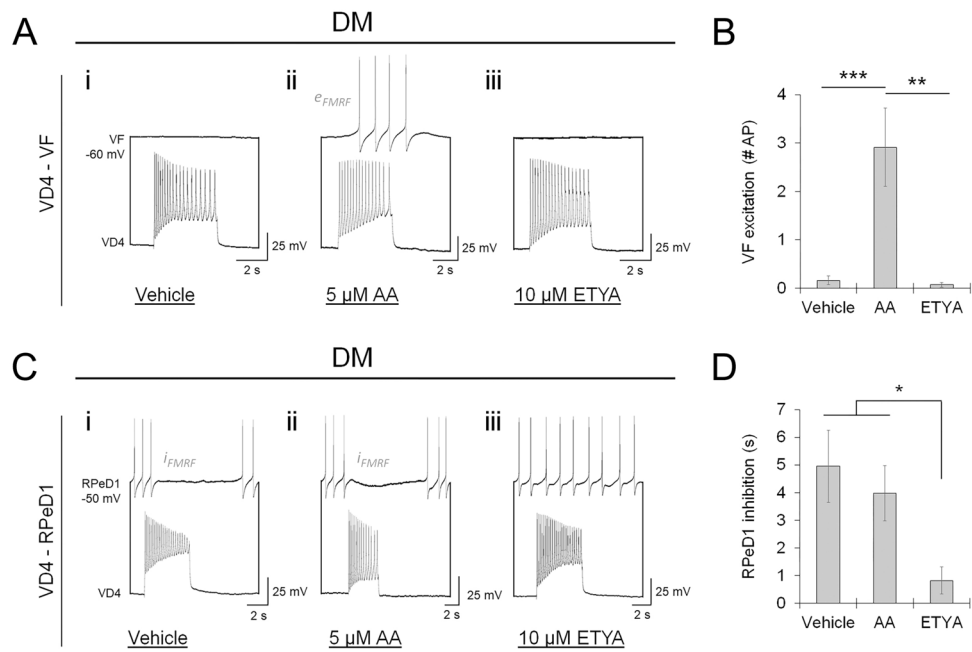 A
DM
VD4 - VF
i
ii
iii
e FMRF
VF
-60 mV
VD4
25 mV
2 s
25 mV
2 s
25 mV
2 s
Vehicle
5 µM AA
10 µM ETYA
B
***
**
VF excitation (# AP)
4
3
2
1
0
Vehicle
AA
ETYA
C
DM
VD4 - RPeD1
i
ii
iii
i FMRF
i FMRF
RPeD1
-50 mV
VD4
25 mV
2 s
25 mV
2 s
25 mV
2 s
Vehicle
5 µM AA
10 µM ETYA
D
*
RPeD1 inhibition (s)
7
6
5
4
3
2
1
0
Vehicle
AA
ETYA